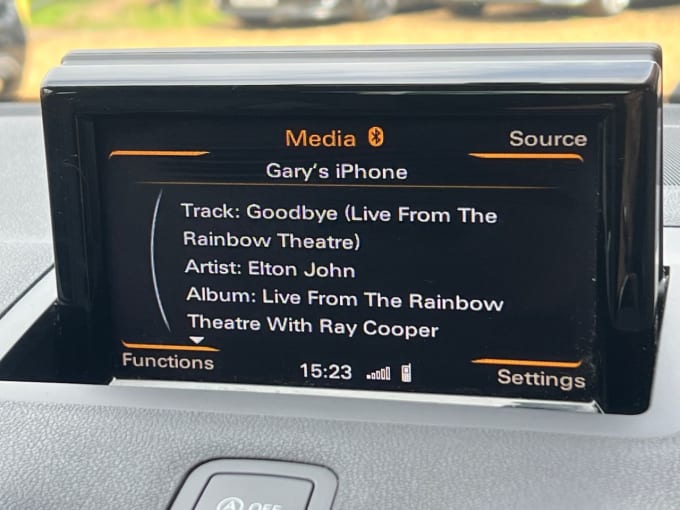 Media
Source
Gary's iPhone
Track: Goodbye (Live From The
Rainbow Theatre)
Artist: Elton John
Album: Live From The Rainbow
Theatre With Ray Cooper
Functions
15:23
Settings
A OFF